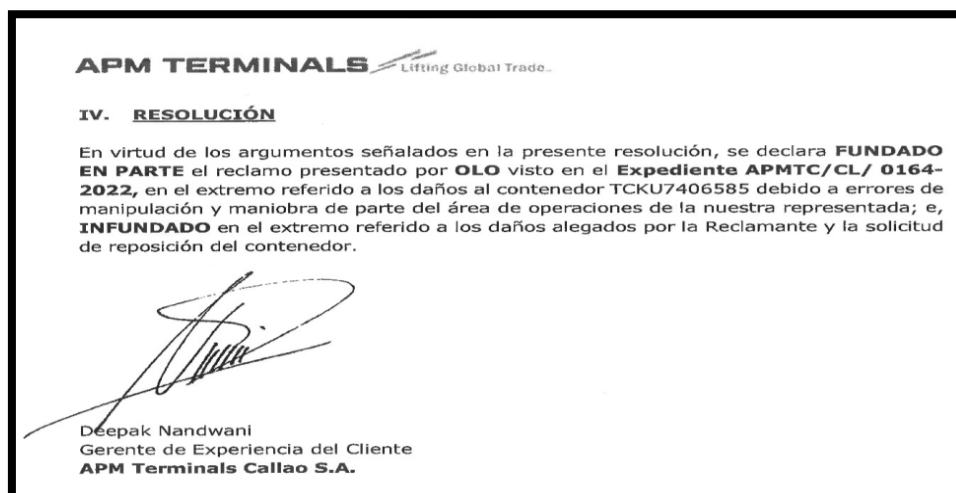 APM TERMINALS Lifting Global Trade.
IV. RESOLUCIÓN
En virtud de los argumentos señalados en la presente resolución, se declara FUNDADO
EN PARTE el reclamo presentado por OLO visto en el Expediente APMTC/CL/ 0164-
2022, en el extremo referido a los daños al contenedor TCKU7406585 debido a errores de
manipulación y maniobra de parte del área de operaciones de la nuestra representada; e,
INFUNDADO en el extremo referido a los daños alegados por la Reclamante y la solicitud
de reposición del contenedor.
Deepak Nandwani
Gerente de Experiencia del Cliente
APM Terminals Callao S.A.